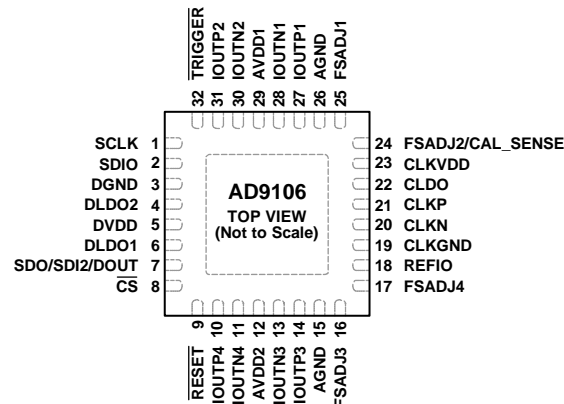 TRIGGER
IOUTP2
IOUTN2
AVDD1
IOUTN1
IOUTP1
AGND
FSADJ1
32
31
30
29
28
27
26
25
SCLK 1
SDIO 2
DGND 3
DLDO2 4
DVDD 5
DLDO1 6
SDO/SDI2/DOUT 7
CS 8
AD9106
TOP VIEW
(Not to Scale)
24 FSADJ2/CAL_SENSE
23 CLKVDD
22 CLDO
21 CLKP
20 CLKN
19 CLKGND
18 REFIO
17 FSADJ4
9
10
11
12
13
14
15
16
RESET
IOUTP4
IOUTN4
AVDD2
IOUTN3
IOUTP3
AGND
FSADJ3